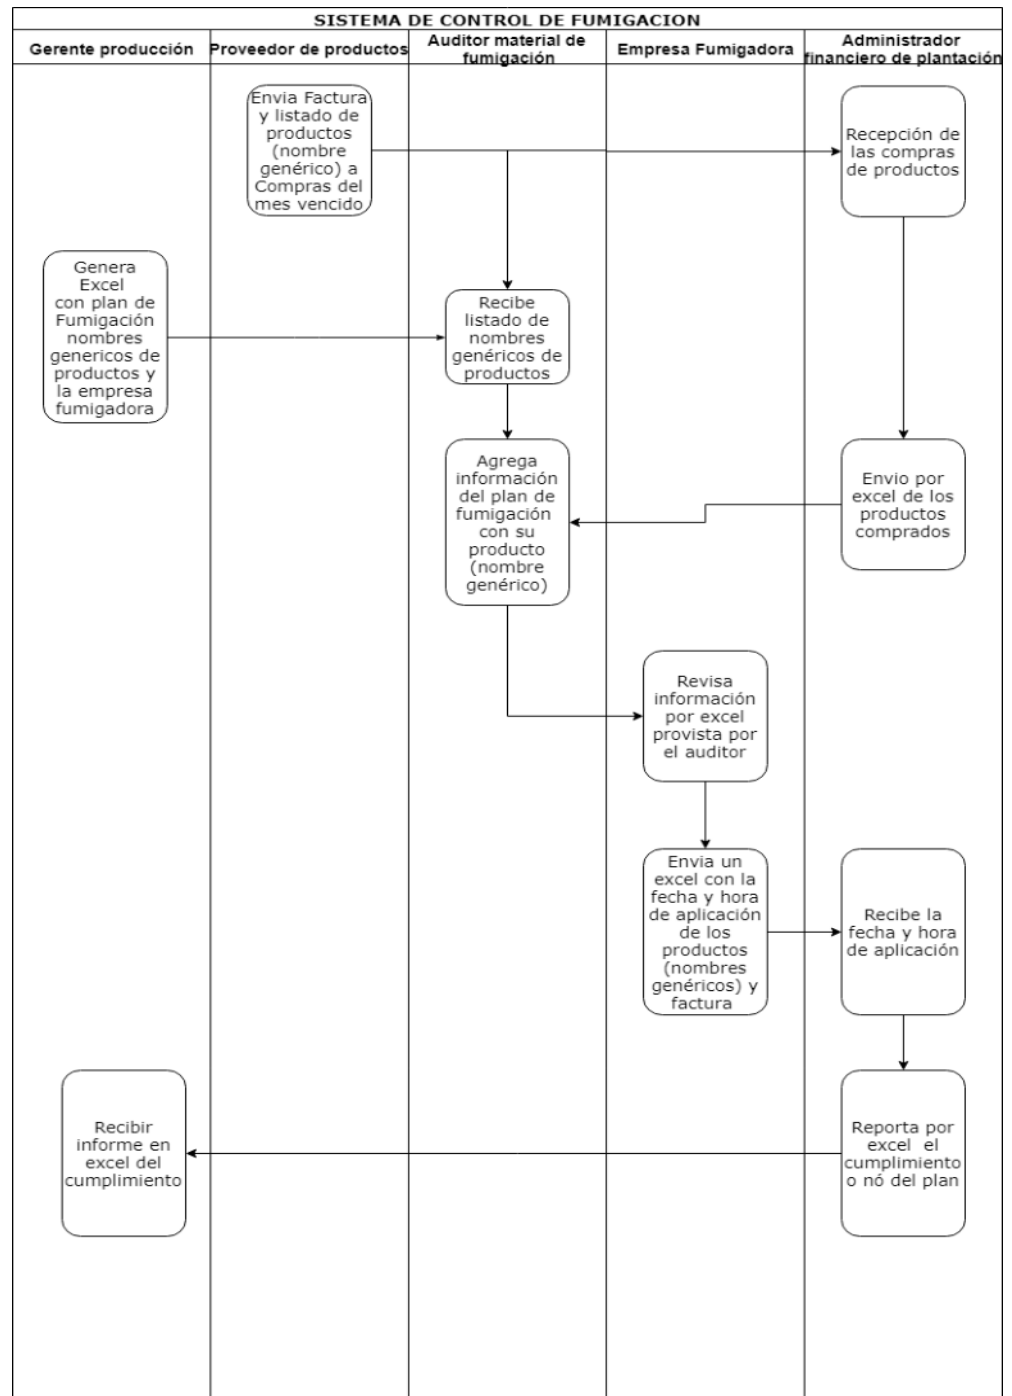 SISTEMA DE CONTROL DE FUMIGACION
Gerente producción
Proveedor de productos
Auditor material de
fumigación
Empresa Fumigadora
Administrador
financiero de plantación
Envia Factura
y listado de
productos
(nombre
genérico) a
Compras del
mes vencido
Recepción de
las compras
de productos
Genera
Excel
con plan de
Fumigación
nombres
genericos de
productos y
la empresa
fumigadora
Recibe
listado de
nombres
genéricos de
productos
Agrega
información
del plan de
fumigación
con su
producto
(nombre
genérico)
Envio por
excel de los
productos
comprados
Revisa
información
por excel
provista por
el auditor
Envia un
excel con la
fecha y hora
de aplicación
de los
productos
(nombres
genéricos) y
factura
Recibe la
fecha y hora
de aplicación
Recibir
informe en
excel del
cumplimiento
Reporta por
excel el
cumplimiento
o nó del plan